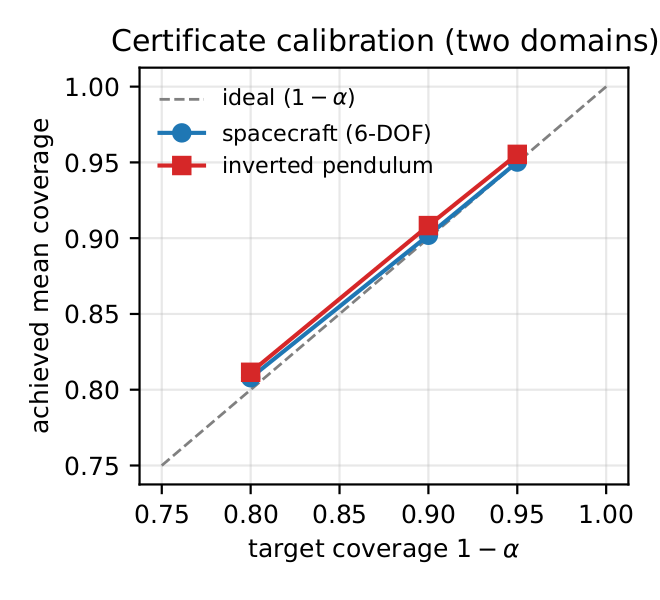 Certificate calibration (two domains)
ideal (1 − α)
spacecraft (6-DOF)
inverted pendulum
achieved mean coverage
1.00
0.95
0.90
0.85
0.80
0.75
0.75 0.80 0.85 0.90 0.95 1.00
target coverage 1 − α